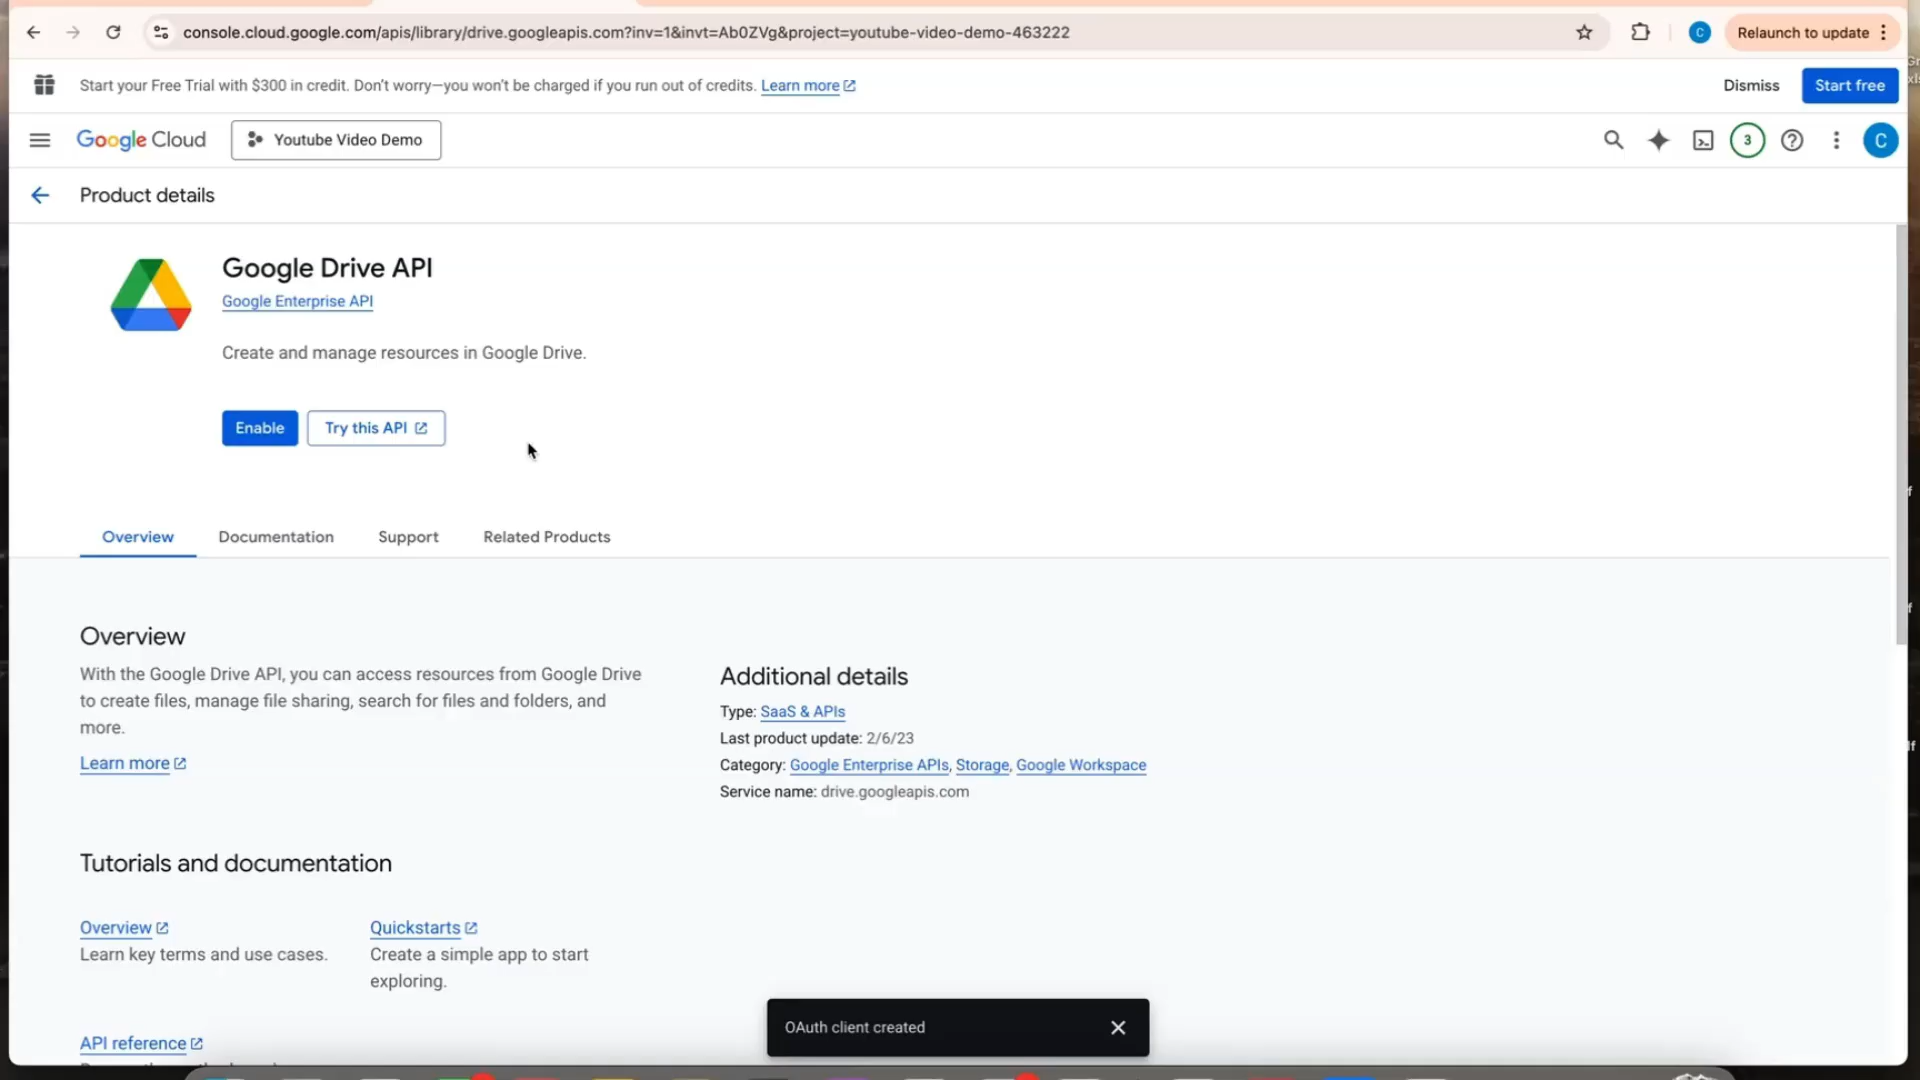 console.cloud.google.com/apis/library/drive.googleapis.com?inv=1&invt=Ab0ZVg&project=youtube-video-demo-463222
C
Relaunch to update
Start your Free Trial with $300 in credit. Don't worry—you won't be charged if you run out of credits. Learn more
Dismiss
Start free
Google Cloud
Youtube Video Demo
3
C
Product details
Google Drive API
Google Enterprise API
Create and manage resources in Google Drive.
Enable
Try this API
Overview
Documentation
Support
Related Products
Overview
With the Google Drive API, you can access resources from Google Drive
to create files, manage file sharing, search for files and folders, and
more.
Learn more
Additional details
Type: SaaS & APIs
Last product update: 2/6/23
Category: Google Enterprise APIs, Storage, Google Workspace
Service name: drive.googleapis.com
Tutorials and documentation
Overview
Learn key terms and use cases.
Quickstarts
Create a simple app to start
exploring.
API reference
OAuth client created